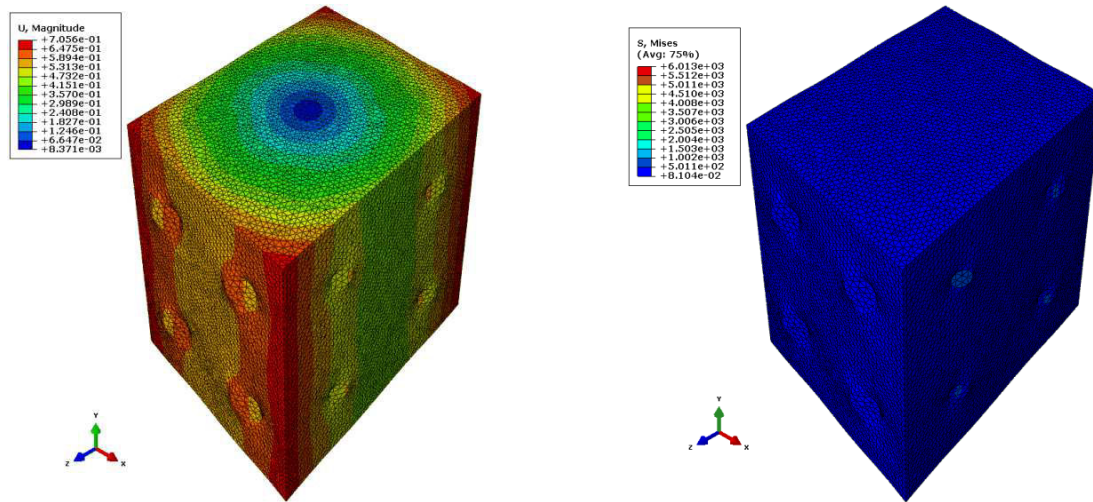 U, Magnitude
+7.056e-01
+6.475e-01
+5.894e-01
+5.313e-01
+4.732e-01
+4.151e-01
+3.570e-01
+2.989e-01
+2.408e-01
+1.827e-01
+1.246e-01
+6.647e-02
+8.371e-03
Y
Z
X
S, Mises
(Avg: 75%)
+6.013e+03
+5.512e+03
+5.011e+03
+4.510e+03
+4.008e+03
+3.507e+03
+3.006e+03
+2.505e+03
+2.004e+03
+1.503e+03
+1.002e+03
+5.011e+02
+8.104e-02
Y
Z
X